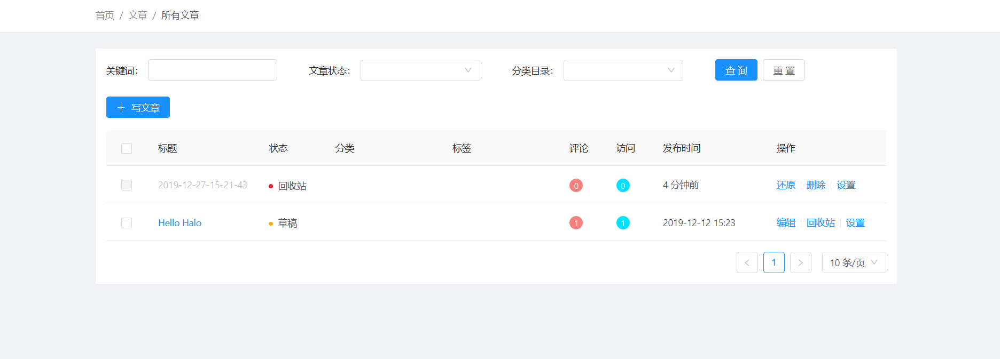 首页 / 文章 / 所有文章
关键词： 文章状态： 分类目录： 查 询 重 置
写文章
标题 状态 分类 标签 评论 访问 发布时间 操作
2019-12-27-15-21-43 回收站 0 0 4 分钟前 还原 删除 设置
Hello Halo 草稿 1 1 2019-12-12 15:23 编辑 回收站 设置
< 1 > 10 条/页